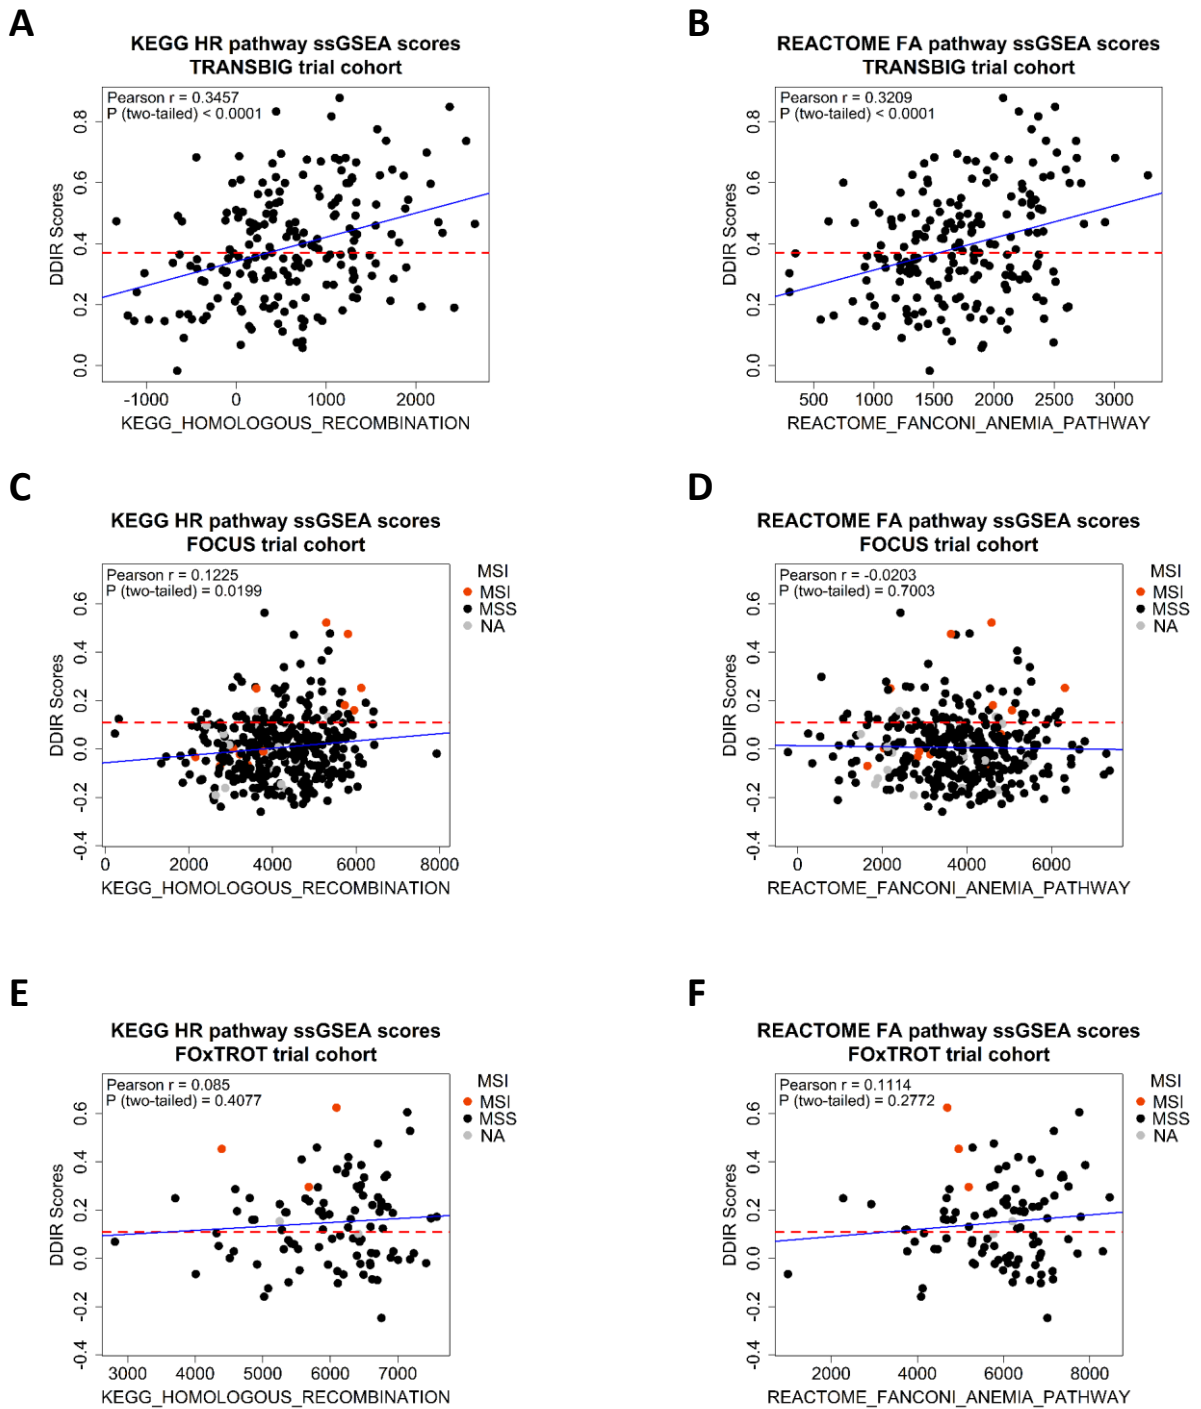 A
KEGG HR pathway ssGSEA scores
TRANSBIG trial cohort
Pearson r = 0.3457
P (two-tailed) < 0.0001
DDIR Scores
0.8
0.6
0.4
0.2
0.0
-1000 0 1000 2000
KEGG_HOMOLOGOUS_RECOMBINATION
B
REACTOME FA pathway ssGSEA scores
TRANSBIG trial cohort
Pearson r = 0.3209
P (two-tailed) < 0.0001
DDIR Scores
0.8
0.6
0.4
0.2
0.0
500 1000 1500 2000 2500 3000
REACTOME_FANCONI_ANEMIA_PATHWAY
C
KEGG HR pathway ssGSEA scores
FOCUS trial cohort
Pearson r = 0.1225
P (two-tailed) = 0.0199
MSI
MSI
MSS
NA
DDIR Scores
0.6
0.4
0.2
0.0
-0.2
-0.4
0 2000 4000 6000 8000
KEGG_HOMOLOGOUS_RECOMBINATION
D
REACTOME FA pathway ssGSEA scores
FOCUS trial cohort
Pearson r = -0.0203
P (two-tailed) = 0.7003
MSI
MSI
MSS
NA
DDIR Scores
0.6
0.4
0.2
0.0
-0.2
-0.4
0 2000 4000 6000
REACTOME_FANCONI_ANEMIA_PATHWAY
E
KEGG HR pathway ssGSEA scores
FOxTROT trial cohort
Pearson r = 0.085
P (two-tailed) = 0.4077
MSI
MSI
MSS
NA
DDIR Scores
0.6
0.4
0.2
0.0
-0.2
-0.4
3000 4000 5000 6000 7000
KEGG_HOMOLOGOUS_RECOMBINATION
F
REACTOME FA pathway ssGSEA scores
FOxTROT trial cohort
Pearson r = 0.1114
P (two-tailed) = 0.2772
MSI
MSI
MSS
NA
DDIR Scores
0.6
0.4
0.2
0.0
-0.2
-0.4
2000 4000 6000 8000
REACTOME_FANCONI_ANEMIA_PATHWAY